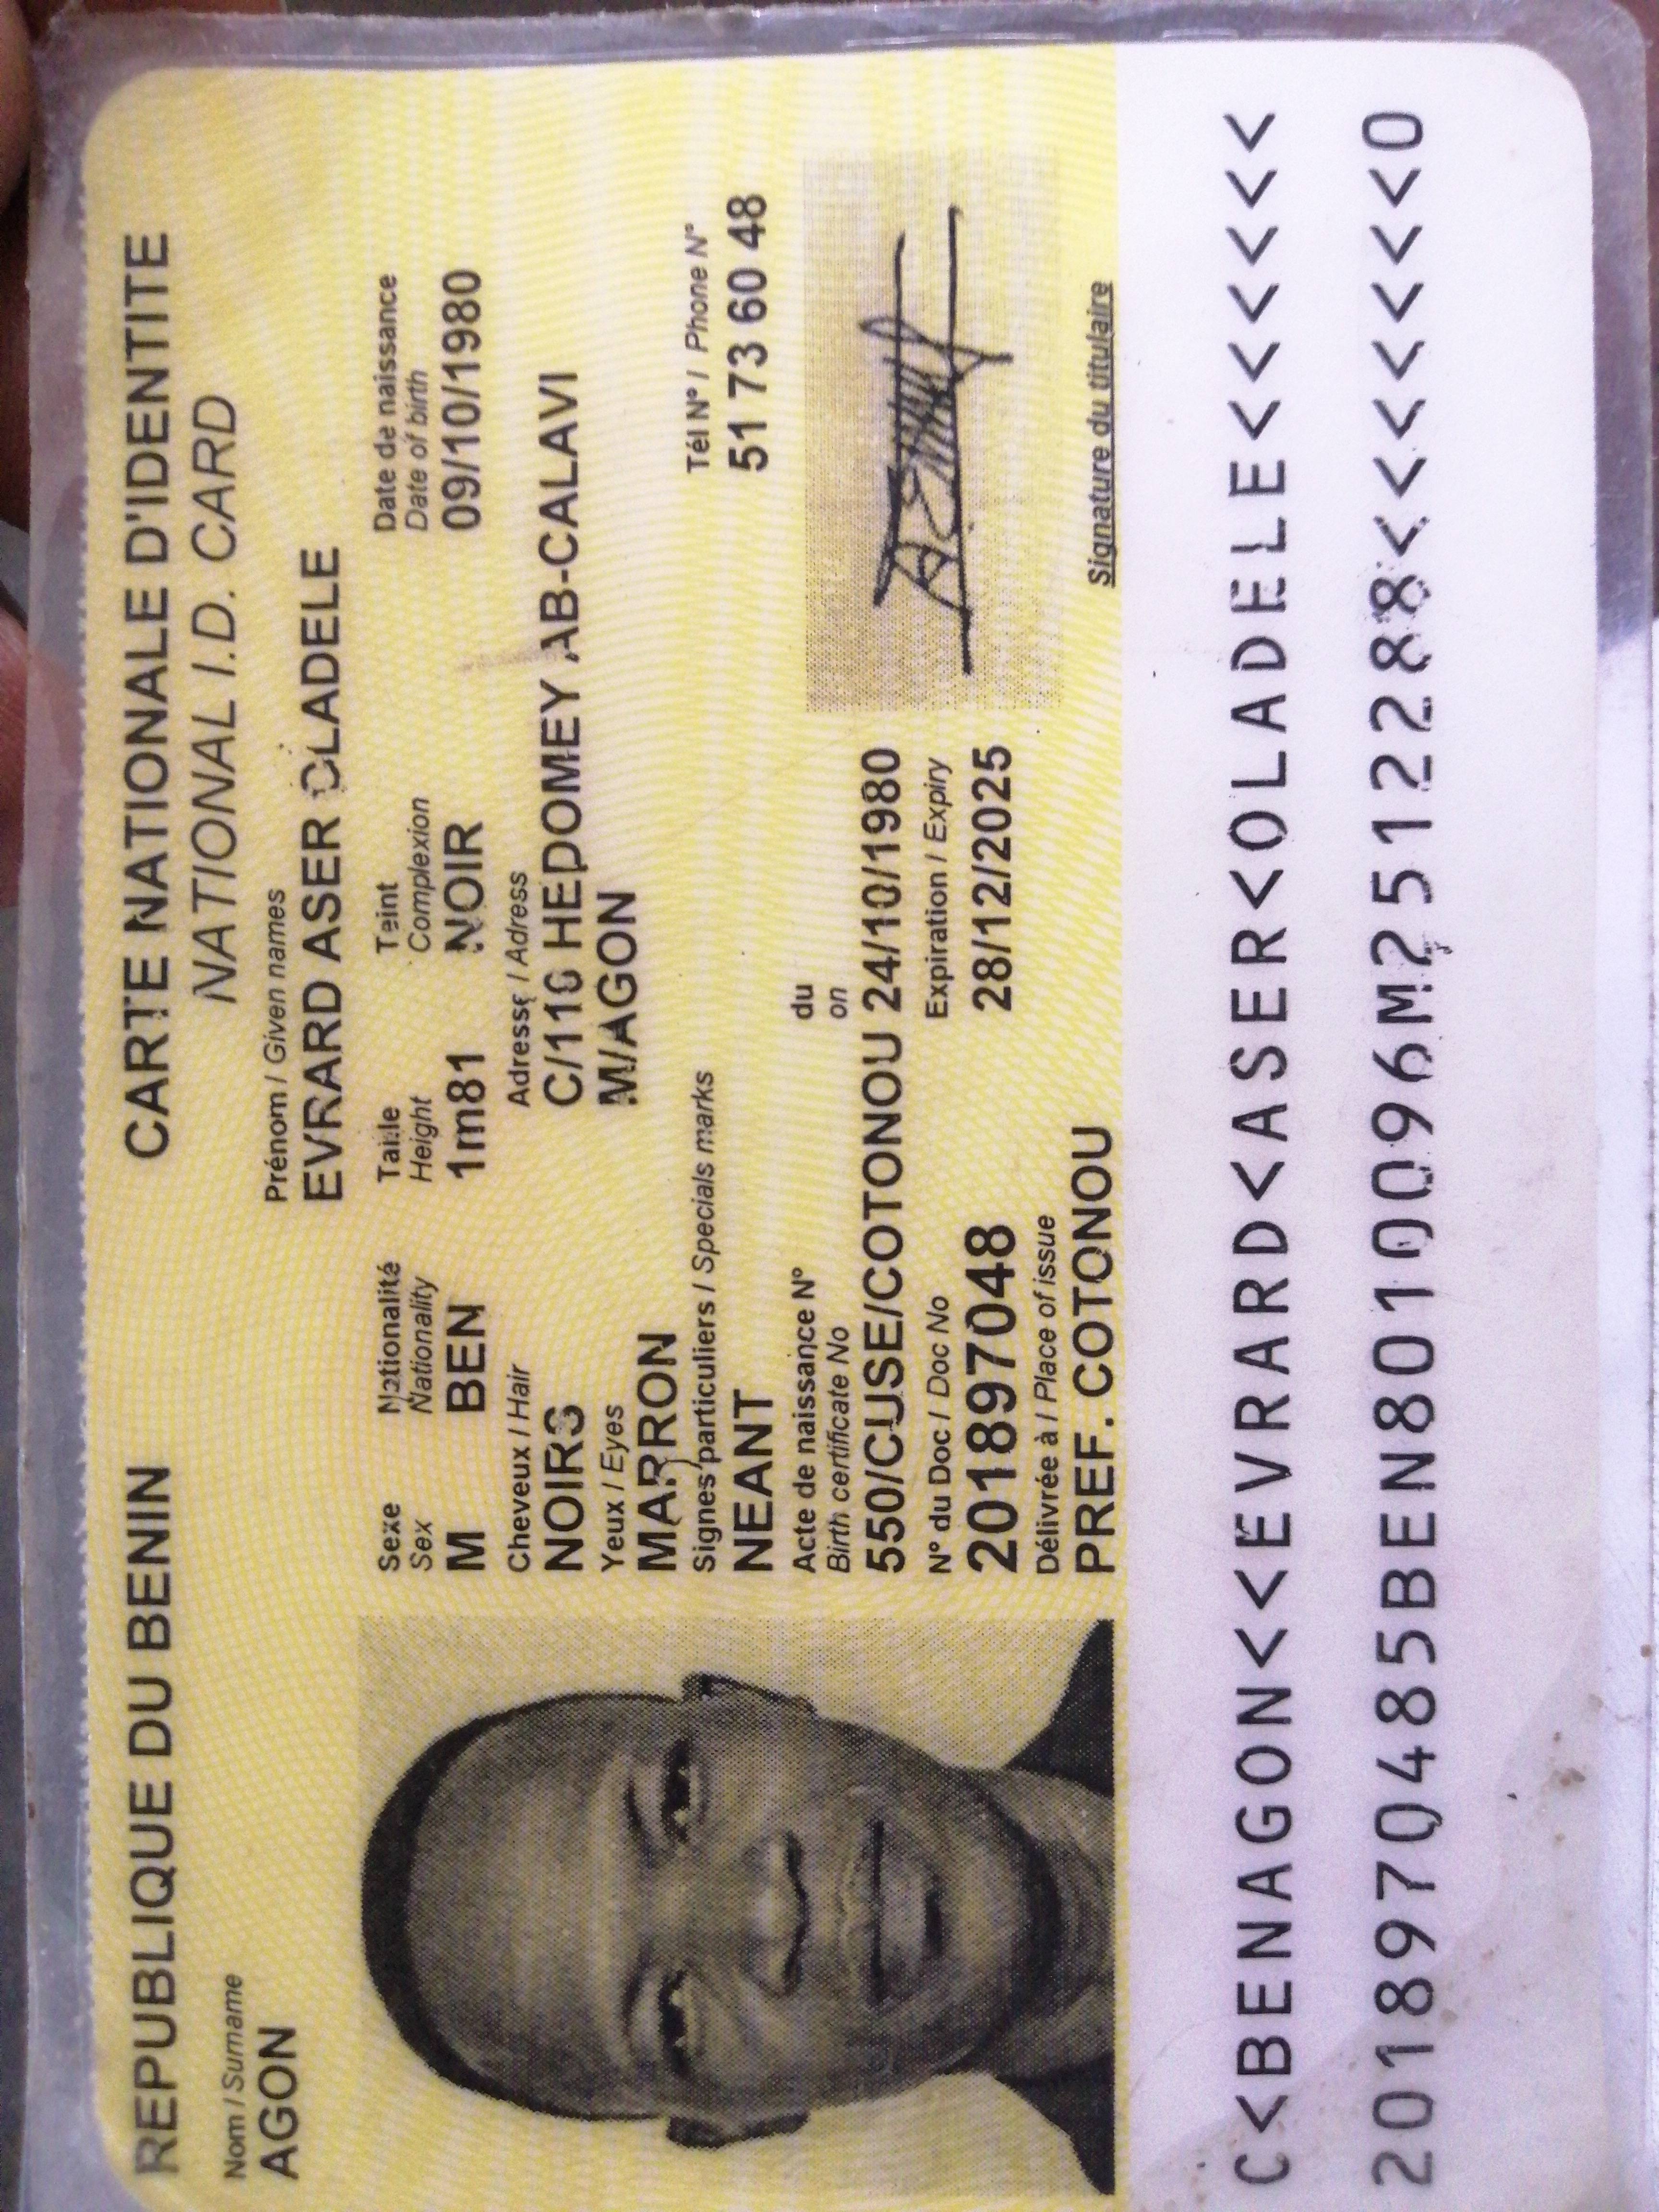 REPUBLIQUE DU BENIN
CARTE NATIONALE D'IDENTITE
NATIONAL I.D. CARD
Nom / Surname
AGON
Prénom / Given names
EVRARD ASER OLADELE
Sexe
Sex
M
Nationalité
Nationality
BEN
Taille
Height
1m81
Teint
Complexion
NOIR
Date de naissance
Date of birth
09/10/1980
Cheveux / Hair
NOIRS
Adresse / Adress
C/116 HEDOMEY AB-CALAVI
M/AGON
Yeux / Eyes
MARRON
Signes particuliers / Specials marks
NEANT
Tél N° / Phone N°
51 73 60 48
Acte de naissance N°
Birth certificate No
du
on
550/CUSE/COTONOU 24/10/1980
N° du Doc / Doc No
201897048
Expiration / Expiry
28/12/2025
Délivrée à / Place of issue
PREF. COTONOU
Signature du titulaire
C<BENAGON<<EVRARD<ASER<OLADELE<<<<<<
2018970485BEN8010096M2512288<<<<<<<0